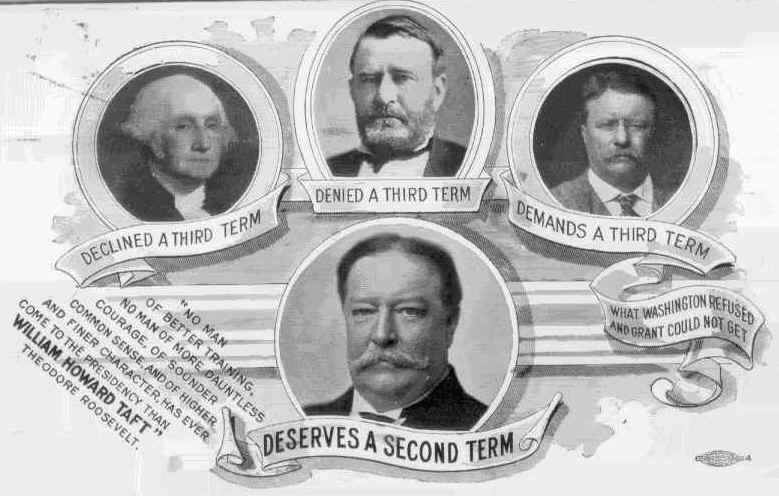 DENIED A THIRD TERM
DECLINED A THIRD TERM
DEMANDS A THIRD TERM
WHAT WASHINGTON REFUSED
AND GRANT COULD NOT GET
"NO MAN
OF BETTER TRAINING,
NO MAN OF MORE DAUNTLESS
COURAGE, OF SOUNDER
COMMON SENSE, AND OF HIGHER
AND FINER CHARACTER, HAS EVER
COME TO THE PRESIDENCY THAN
WILLIAM HOWARD TAFT"
THEODORE ROOSEVELT.
DESERVES A SECOND TERM
4